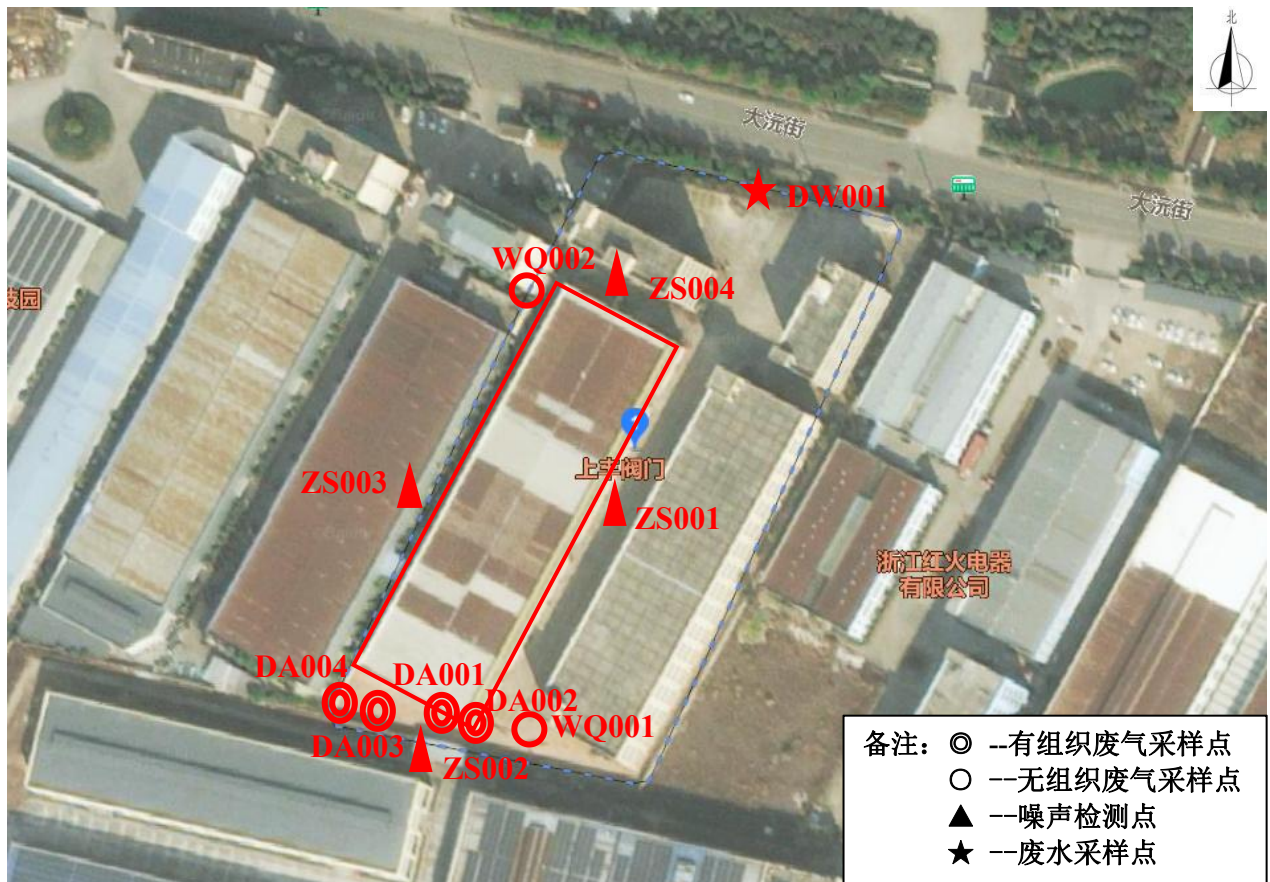 北
大沅街
DW001
大沅街
WQ002
ZS004
上丰阀门
ZS003
ZS001
浙江红火电器
有限公司
DA004
DA001
DA002
WQ001
DA003
ZS002
备注：◎ --有组织废气采样点
○ --无组织废气采样点
▲ --噪声检测点
★ --废水采样点